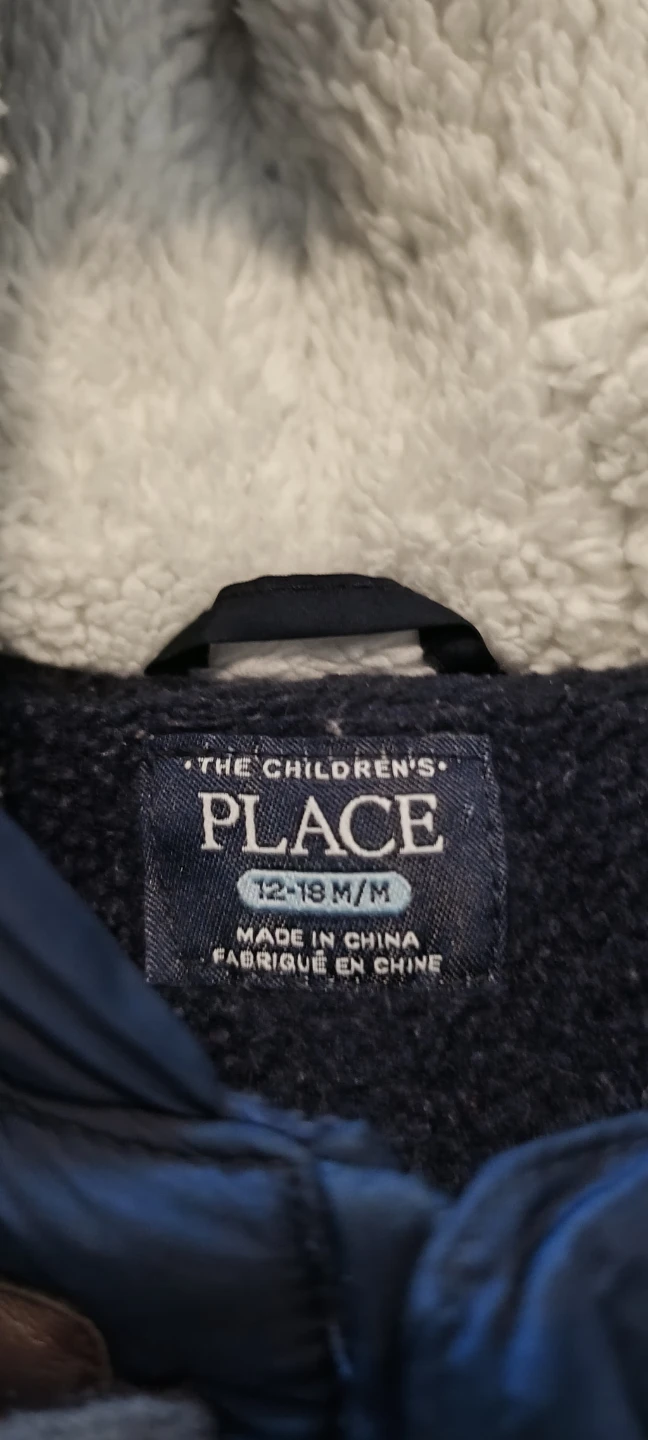 •THE CHILDREN'S•
PLACE
12-18 M/M
MADE IN CHINA
FABRIQUÉ EN CHINE